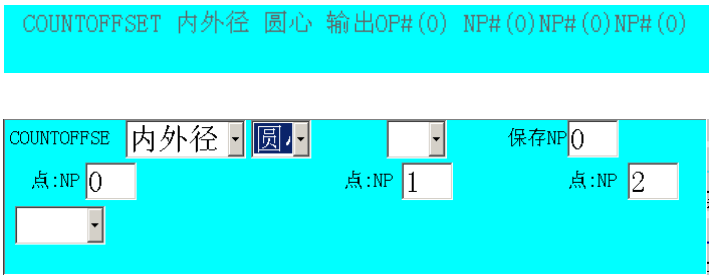 COUNTOFFSET 内外径 圆心 输出OP#(0) NP#(0)NP#(0)NP#(0)
COUNTOFFSE 内外径 圆 保存NP 0
点:NP 0 点:NP 1 点:NP 2